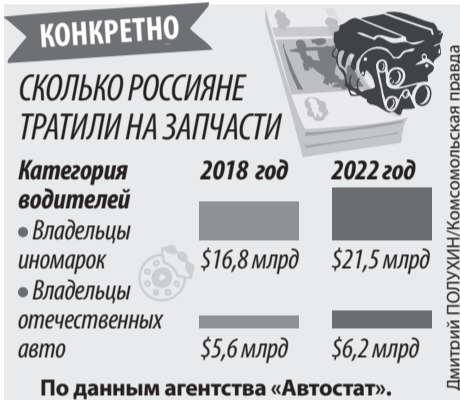 КОНКРЕТНО
СКОЛЬКО РОССИЯНЕ
ТРАТИЛИ НА ЗАПЧАСТИ
Категория водителей
2018 год
2022 год
• Владельцы
иномарок
$16,8 млрд
$21,5 млрд
• Владельцы
отечественных
авто
$5,6 млрд
$6,2 млрд
По данным агентства «Автостат».
Дмитрий ПОЛУХИН/Комсомольская правда